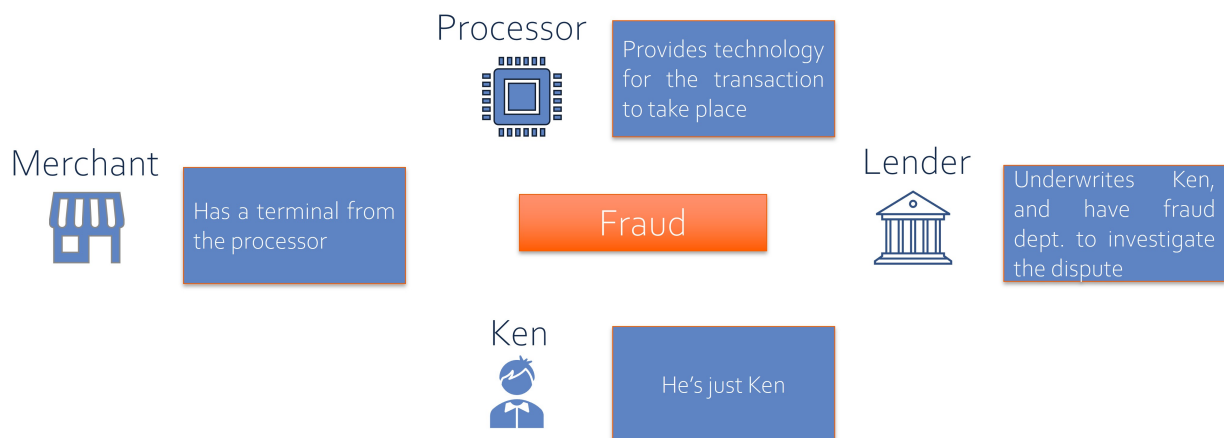 Processor
Provides technology
for the transaction
to take place
Merchant
Has a terminal from
the processor
Fraud
Lender
Underwrites Ken,
and have fraud
dept. to investigate
the dispute
Ken
He's just Ken